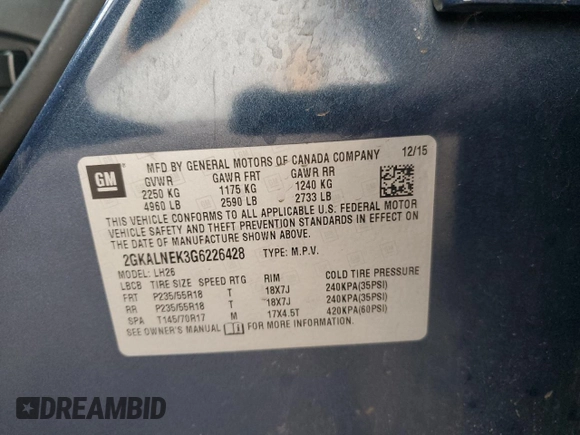 GM
MFD BY GENERAL MOTORS OF CANADA COMPANY 12/15
GVWR GAWR FRT GAWR RR
2250 KG 1175 KG 1240 KG
4960 LB 2590 LB 2733 LB
THIS VEHICLE CONFORMS TO ALL APPLICABLE U.S. FEDERAL MOTOR
VEHICLE SAFETY AND THEFT PREVENTION STANDARDS IN EFFECT ON
THE DATE OF MANUFACTURE SHOWN ABOVE.
2GKALNEK3G6226428 TYPE: M.P.V.
MODEL: LH26
LBCB TIRE SIZE SPEED RTG RIM COLD TIRE PRESSURE
FRT P235/55R18 T 18X7J 240KPA(35PSI)
RR P235/55R18 T 18X7J 240KPA(35PSI)
SPA T145/70R17 M 17X4.5T 420KPA(60PSI)
SEE OWNER'S MANUAL FOR MORE INFORMATION.
DREAMBID